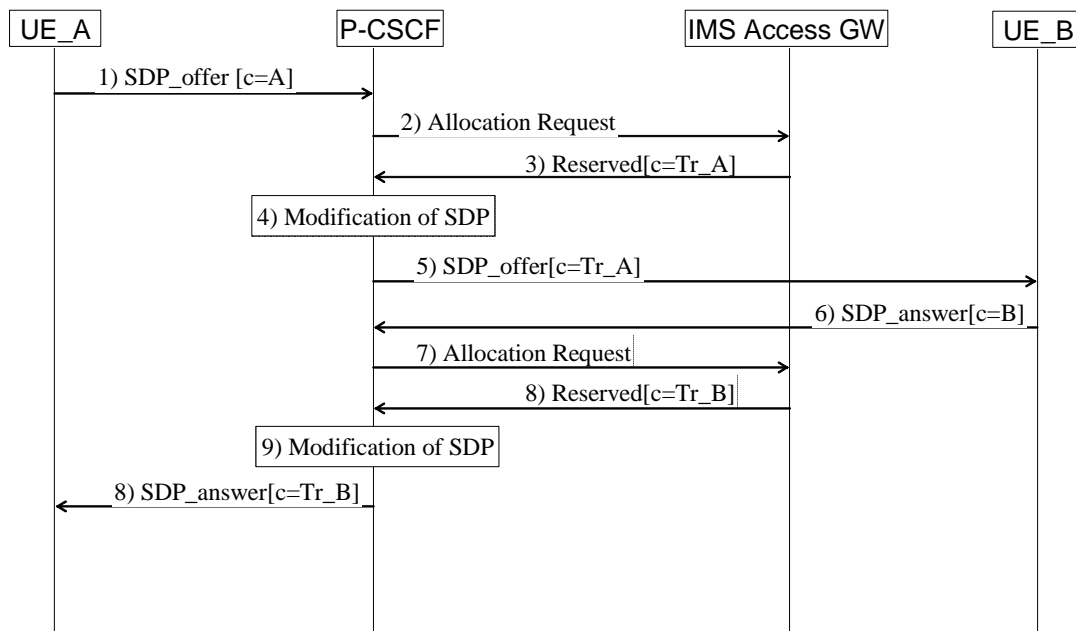 UE_A
P-CSCF
IMS Access GW
UE_B
1) SDP_offer [c=A]
2) Allocation Request
3) Reserved[c=Tr_A]
4) Modification of SDP
5) SDP_offer[c=Tr_A]
6) SDP_answer[c=B]
7) Allocation Request
8) Reserved[c=Tr_B]
9) Modification of SDP
8) SDP_answer[c=Tr_B]